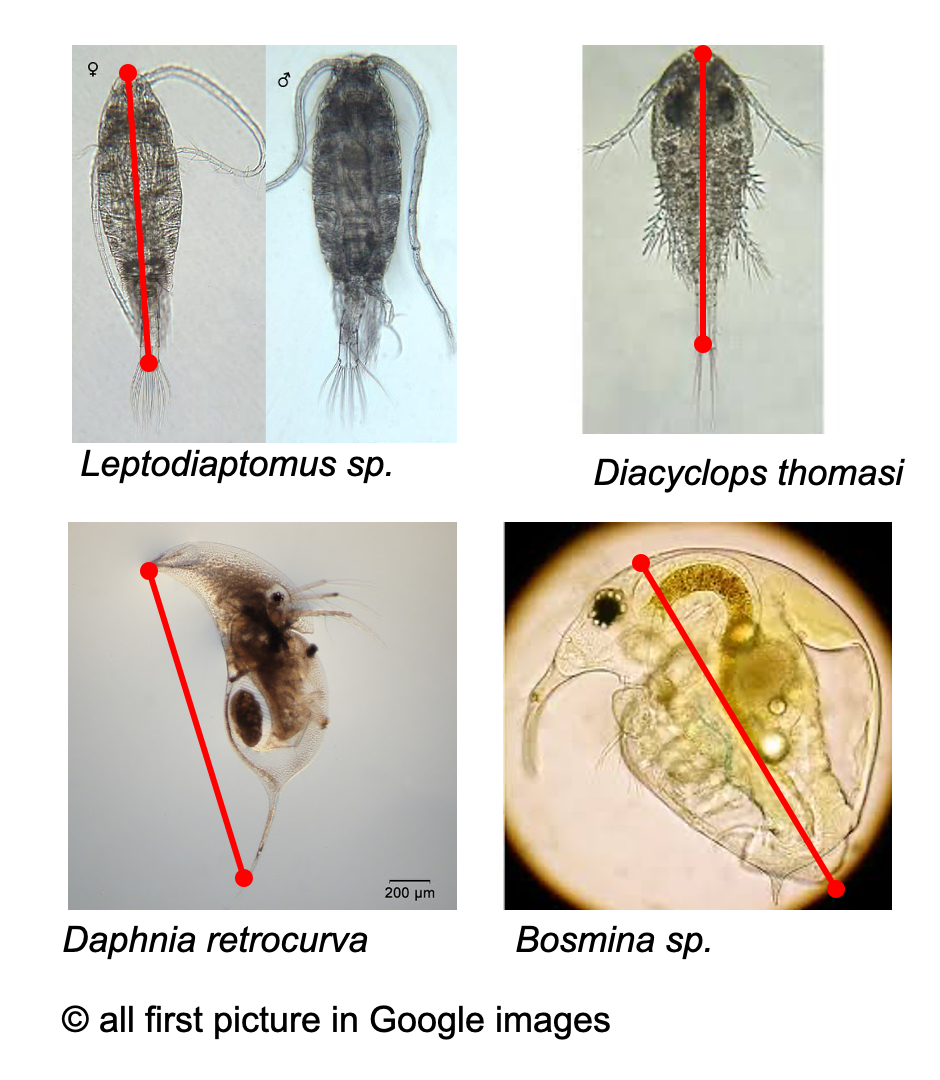 ♀
♂
Leptodiaptomus sp.
Diacyclops thomasi
200 µm
Daphnia retrocurva
Bosmina sp.
© all first picture in Google images